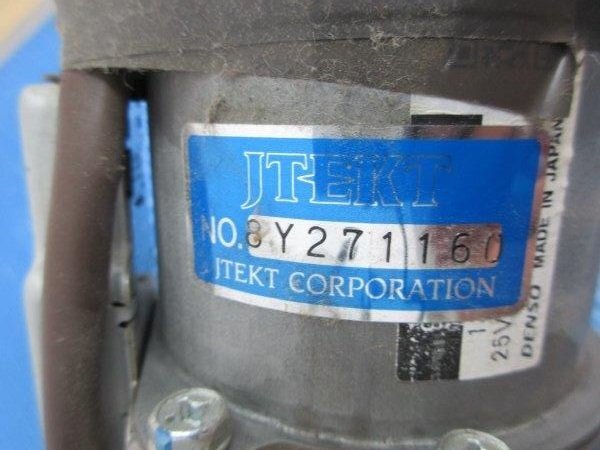 JTEKT
NO. 8Y271160
JTEKT CORPORATION
25V
DENSO MADE IN JAPAN